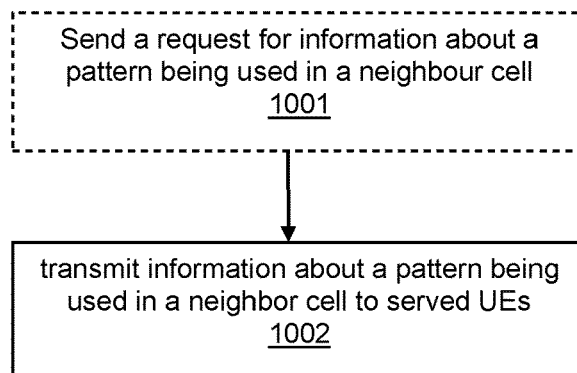 Send a request for information about a
pattern being used in a neighbour cell
1001
transmit information about a pattern being
used in a neighbor cell to served UEs
1002